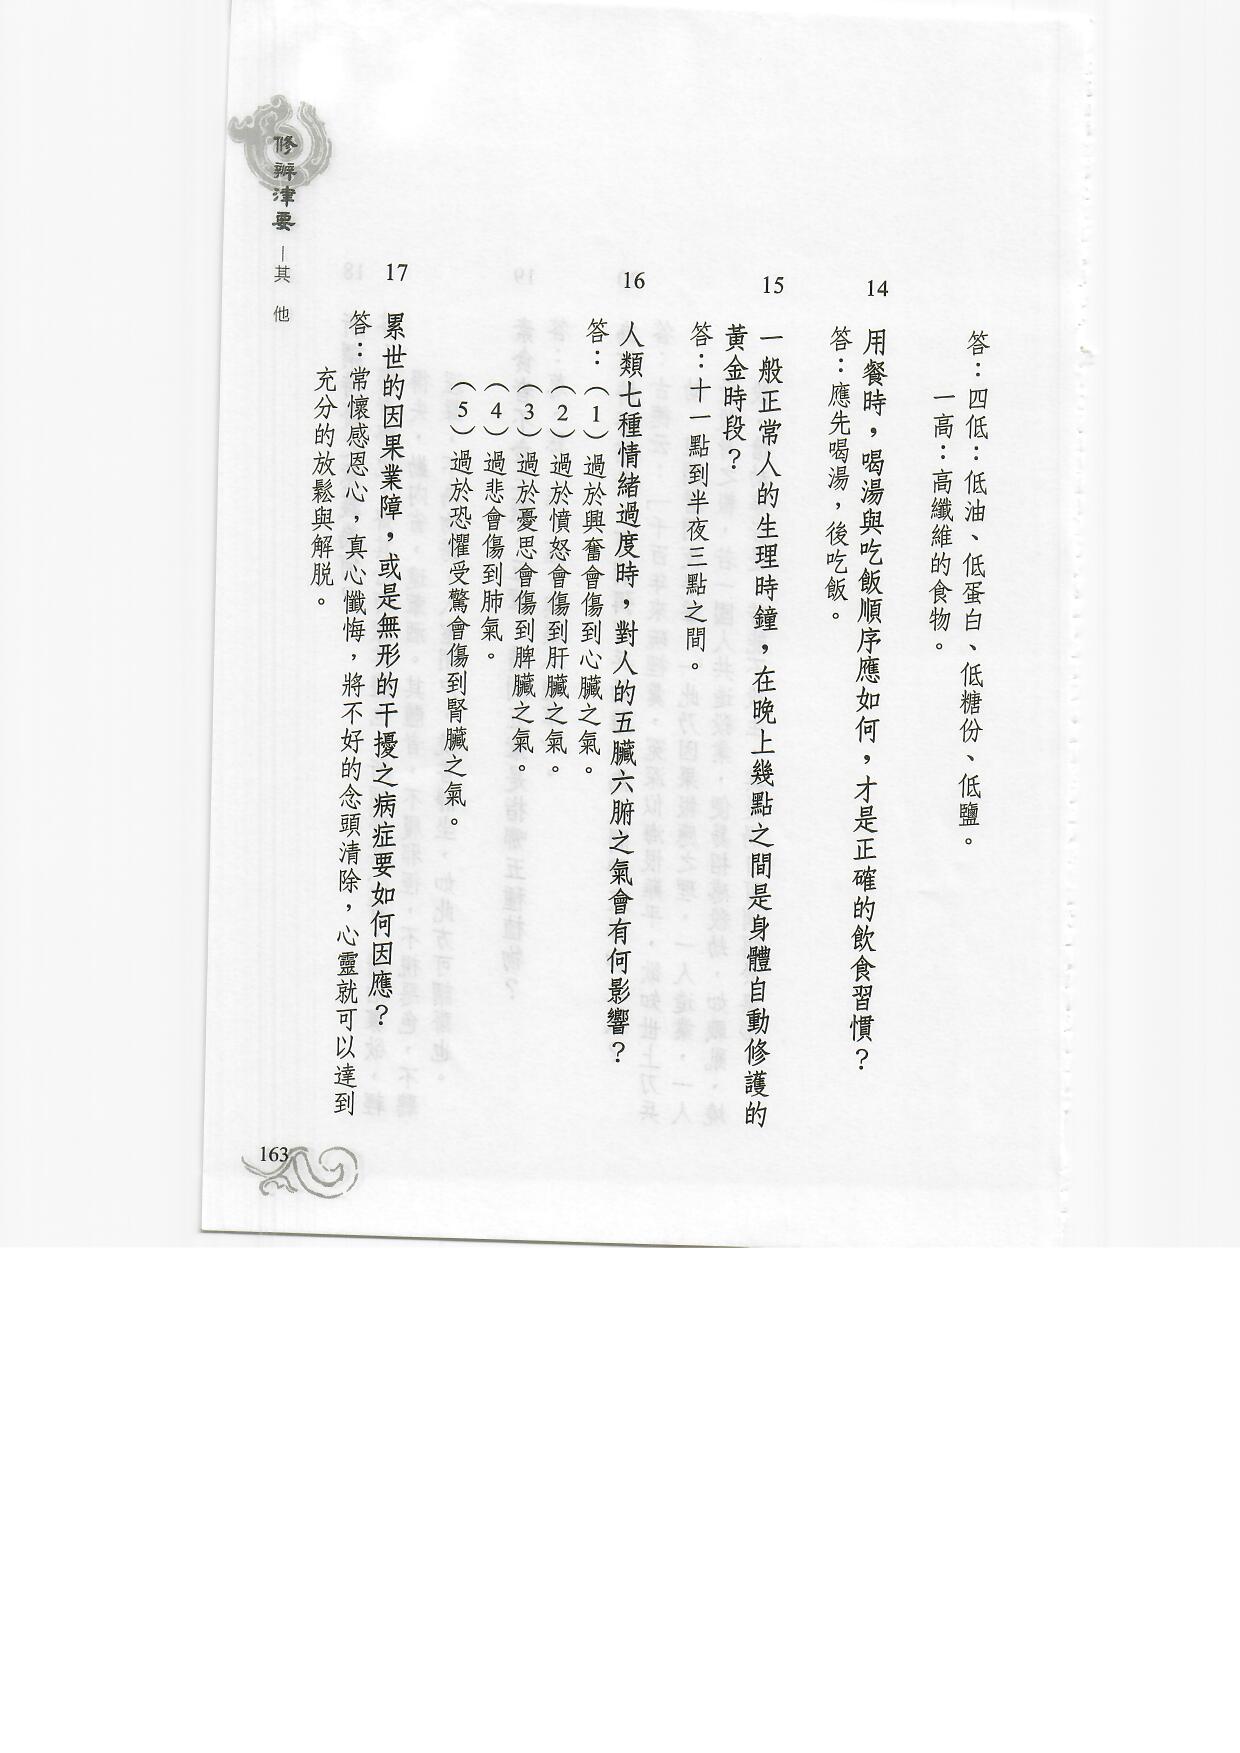 答：四低：低油、低蛋白、低糖份、低鹽。
一高：高纖維的食物。
14
用餐時，喝湯與吃飯順序應如何，才是正確的飲食習慣？
答：應先喝湯，後吃飯。
15
一般正常人的生理時鐘，在晚上幾點之間是身體自動修護的
黃金時段？
答：十一點到半夜三點之間。
16
人類七種情緒過度時，對人的五臟六腑之氣會有何影響？
答：（1）過於興奮會傷到心臟之氣。
（2）過於憤怒會傷到肝臟之氣。
（3）過於憂思會傷到脾臟之氣。
（4）過悲會傷到肺氣。
（5）過於恐懼受驚會傷到腎臟之氣。
17
累世的因果業障，或是無形的干擾之病症要如何因應？
答：常懷感恩心，真心懺悔，將不好的念頭清除，心靈就可以達到
充分的放鬆與解脫。
修辦津要—其他
163